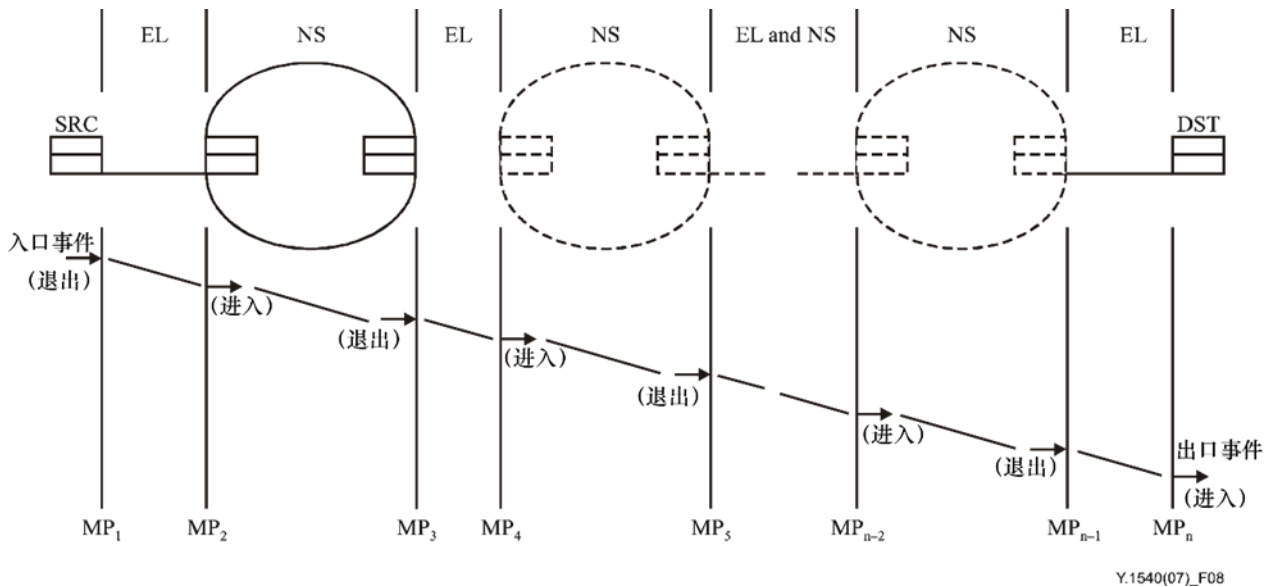 EL NS EL NS EL and NS NS EL
SRC DST
入口事件
(退出)
(进入)
(退出)
(进入)
(退出)
(进入)
(退出)
出口事件
(进入)
MP₁ MP₂ MP₃ MP₄ MP₅ MPₙ₋₂ MPₙ₋₁ MPₙ
Y.1540(07)_F08